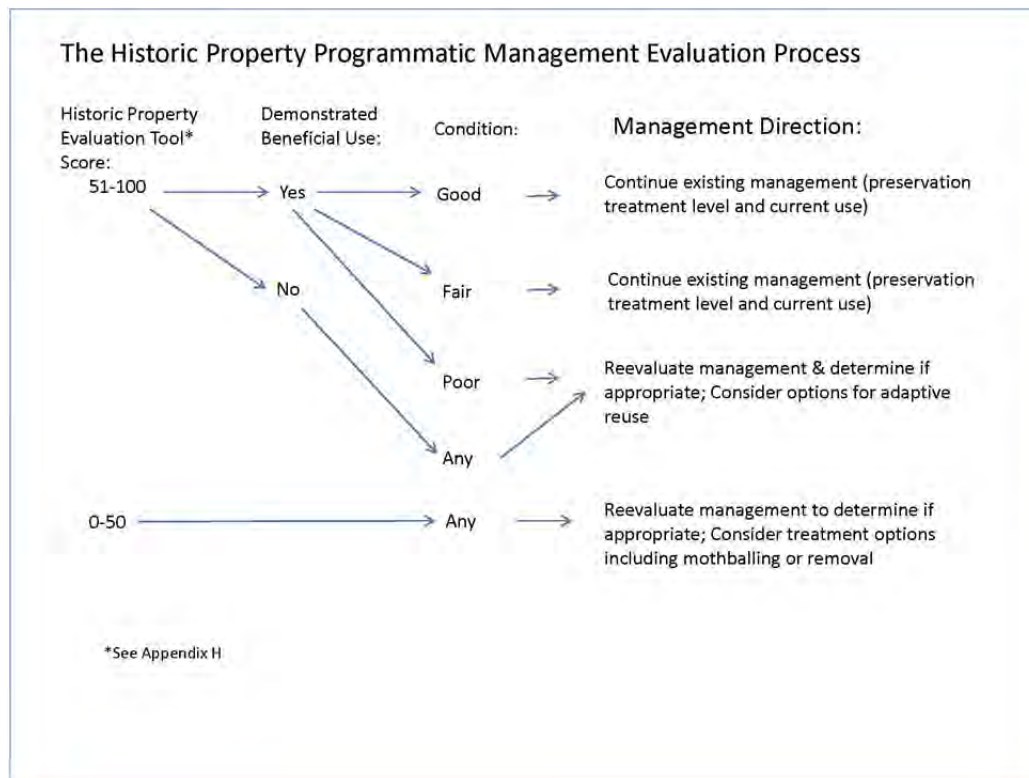 The Historic Property Programmatic Management Evaluation Process
Historic Property
Evaluation Tool*
Score:
Demonstrated
Beneficial Use:
Condition:
Management Direction:
51-100
Yes
Good
Continue existing management (preservation
treatment level and current use)
No
Fair
Continue existing management (preservation
treatment level and current use)
Poor
Reevaluate management & determine if
appropriate; Consider options for adaptive
reuse
Any
0-50
Any
Reevaluate management to determine if
appropriate; Consider treatment options
including mothballing or removal
*See Appendix H